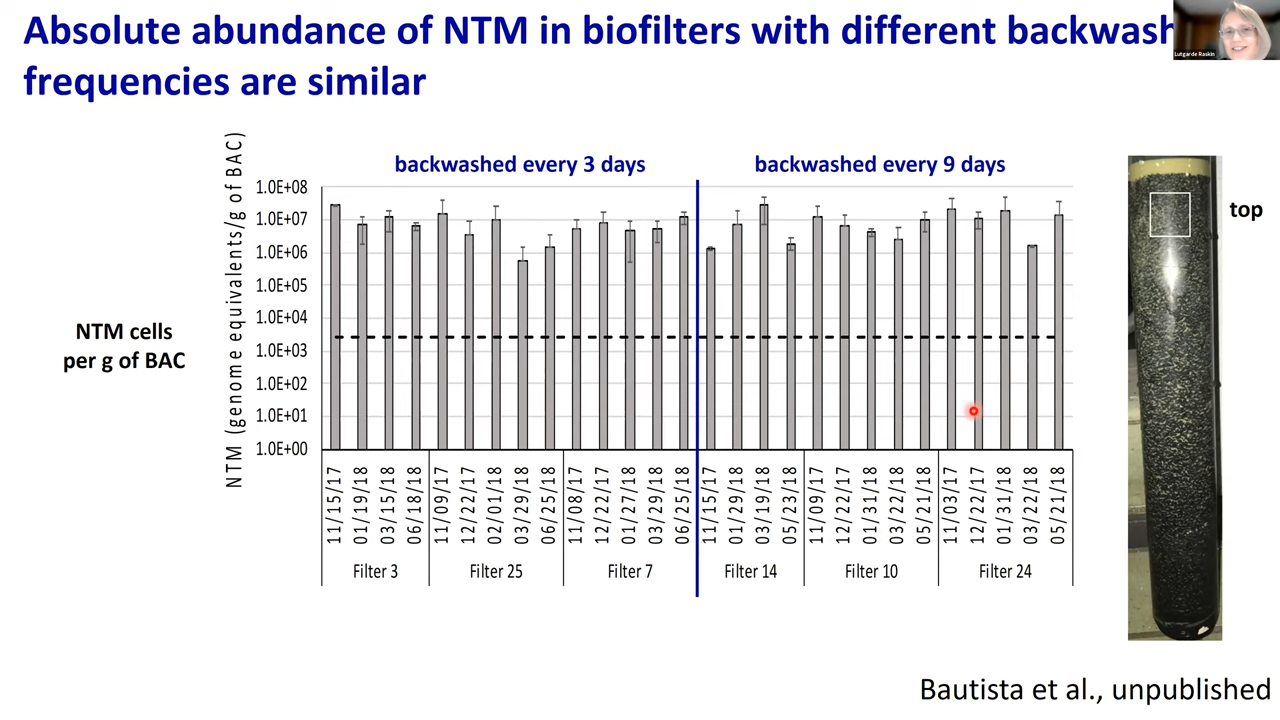 Absolute abundance of NTM in biofilters with different backwash
frequencies are similar
Lutgarde Raskin
backwashed every 3 days
backwashed every 9 days
NTM cells
per g of BAC
NTM (genome equivalents/g of BAC)
1.0E+08
1.0E+07
1.0E+06
1.0E+05
1.0E+04
1.0E+03
1.0E+02
1.0E+01
1.0E+00
11/15/17
01/19/18
03/15/18
06/18/18
11/09/17
12/22/17
02/01/18
03/29/18
06/25/18
11/08/17
12/22/17
01/27/18
03/29/18
06/25/18
11/15/17
01/29/18
03/19/18
05/23/18
11/09/17
12/22/17
01/31/18
03/22/18
05/21/18
11/03/17
12/22/17
01/31/18
03/22/18
05/21/18
Filter 3
Filter 25
Filter 7
Filter 14
Filter 10
Filter 24
top
Bautista et al., unpublished